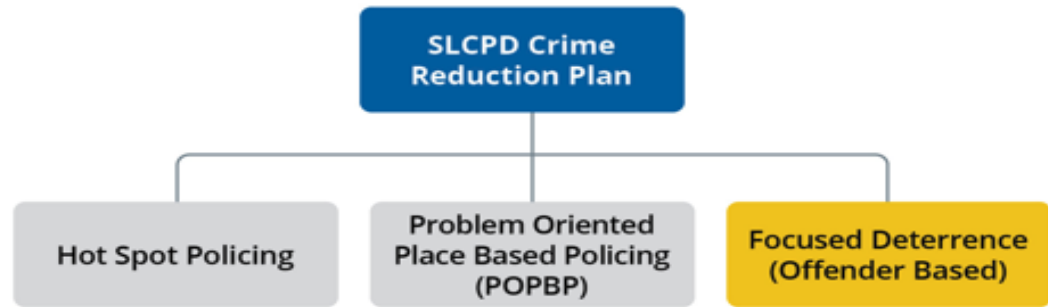 SLCPD Crime
Reduction Plan
Hot Spot Policing
Problem Oriented
Place Based Policing
(POPBP)
Focused Deterrence
(Offender Based)